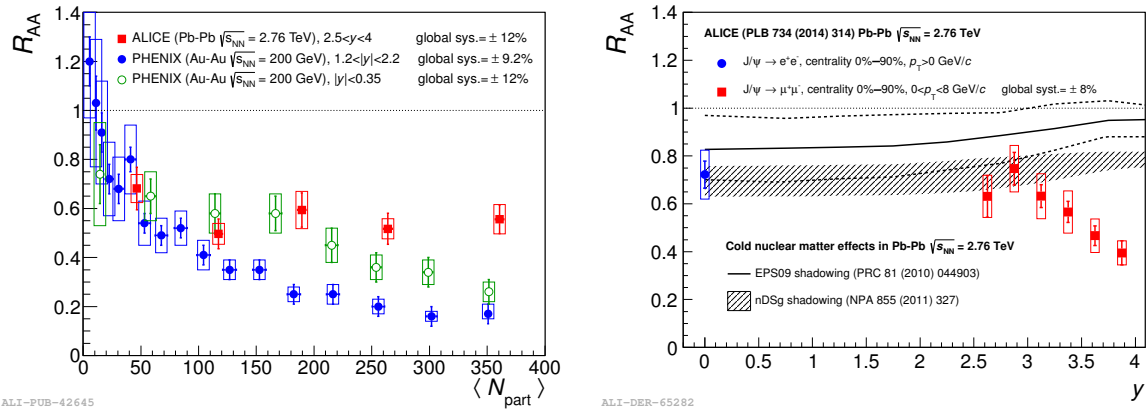 R_AA
1.4
1.2
1
0.8
0.6
0.4
0.2
0
ALICE (Pb-Pb √s_NN = 2.76 TeV), 2.5<y<4 global sys.= ± 12%
PHENIX (Au-Au √s_NN = 200 GeV), 1.2<|y|<2.2 global sys.= ± 9.2%
PHENIX (Au-Au √s_NN = 200 GeV), |y|<0.35 global sys.= ± 12%
0 50 100 150 200 250 300 350 400
⟨ N_part ⟩
ALI-PUB-42645
R_AA
1.4
1.2
1
0.8
0.6
0.4
0.2
0
ALICE (PLB 734 (2014) 314) Pb-Pb √s_NN = 2.76 TeV
J/ψ → e⁺e⁻, centrality 0%–90%, p_T>0 GeV/c
J/ψ → μ⁺μ⁻, centrality 0%–90%, 0<p_T<8 GeV/c global syst.= ± 8%
Cold nuclear matter effects in Pb-Pb √s_NN = 2.76 TeV
EPS09 shadowing (PRC 81 (2010) 044903)
nDSg shadowing (NPA 855 (2011) 327)
0 0.5 1 1.5 2 2.5 3 3.5 4
y
ALI-DER-65282